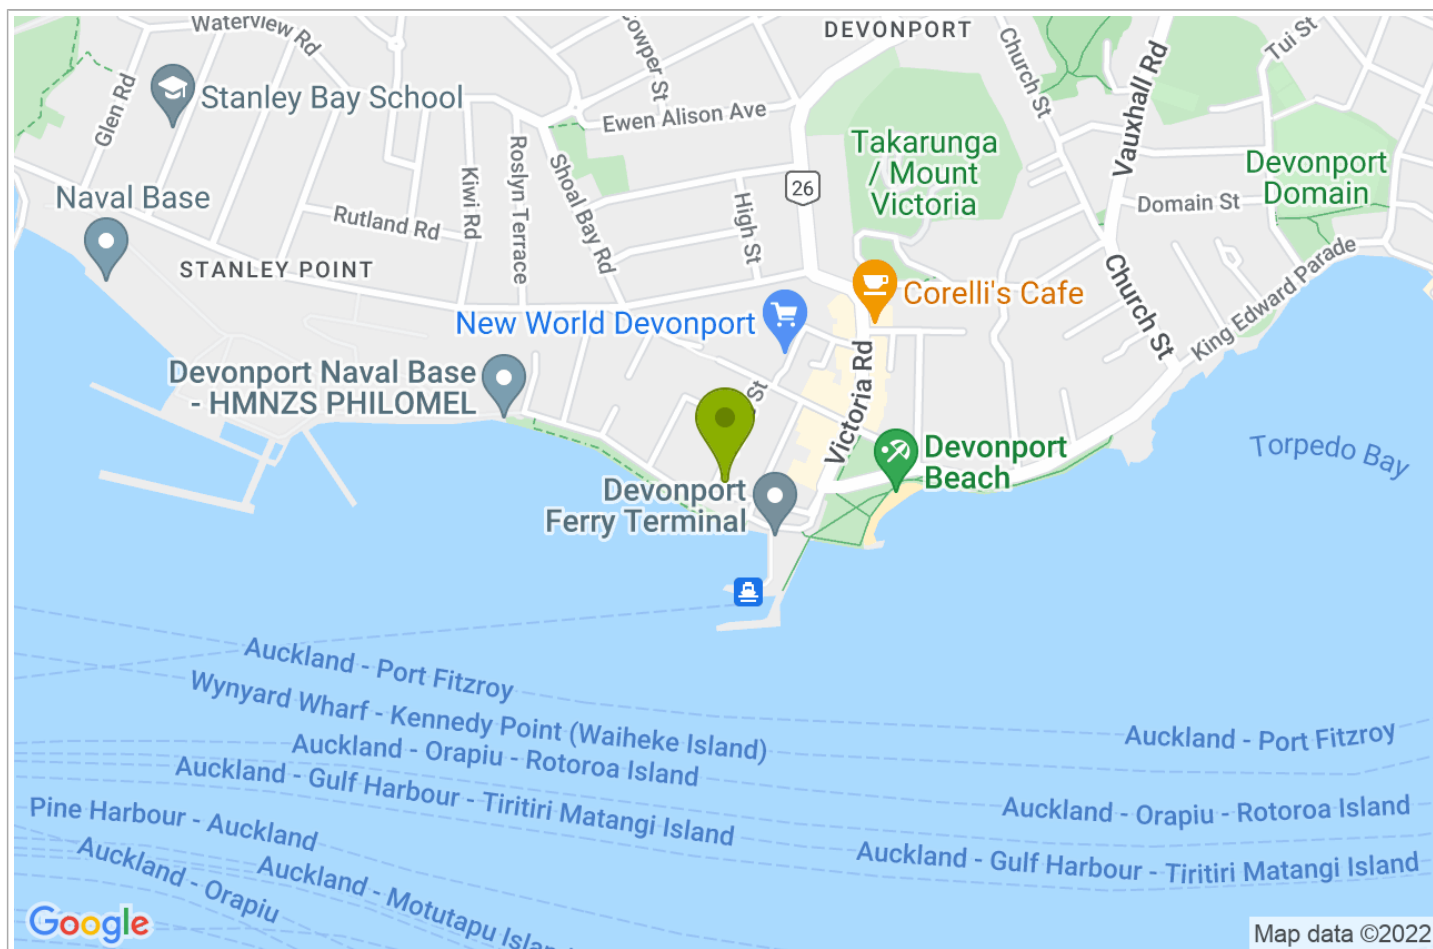 Waterview Rd
Cowper St
DEVONPORT
Church St
Vauxhall Rd
Tui St
Glen Rd
Stanley Bay School
Ewen Alison Ave
Roslyn Terrace
Shoal Bay Rd
Kiwi Rd
Takarunga
/ Mount
Victoria
26
High St
Devonport
Domain
Domain St
Naval Base
Rutland Rd
STANLEY POINT
King Edward Parade
Church St
Corelli's Cafe
New World Devonport
Devonport Naval Base
- HMNZS PHILOMEL
St
Victoria Rd
Devonport
Beach
Torpedo Bay
Devonport
Ferry Terminal
Auckland - Port Fitzroy
Wynyard Wharf - Kennedy Point (Waiheke Island)
Auckland - Port Fitzroy
Auckland - Orapiu - Rotoroa Island
Auckland - Gulf Harbour - Tiritiri Matangi Island
Auckland - Orapiu - Rotoroa Island
Pine Harbour - Auckland
Auckland - Gulf Harbour - Tiritiri Matangi Island
Auckland - Orapiu
Auckland - Motutapu Islan
Google
Map data ©2022